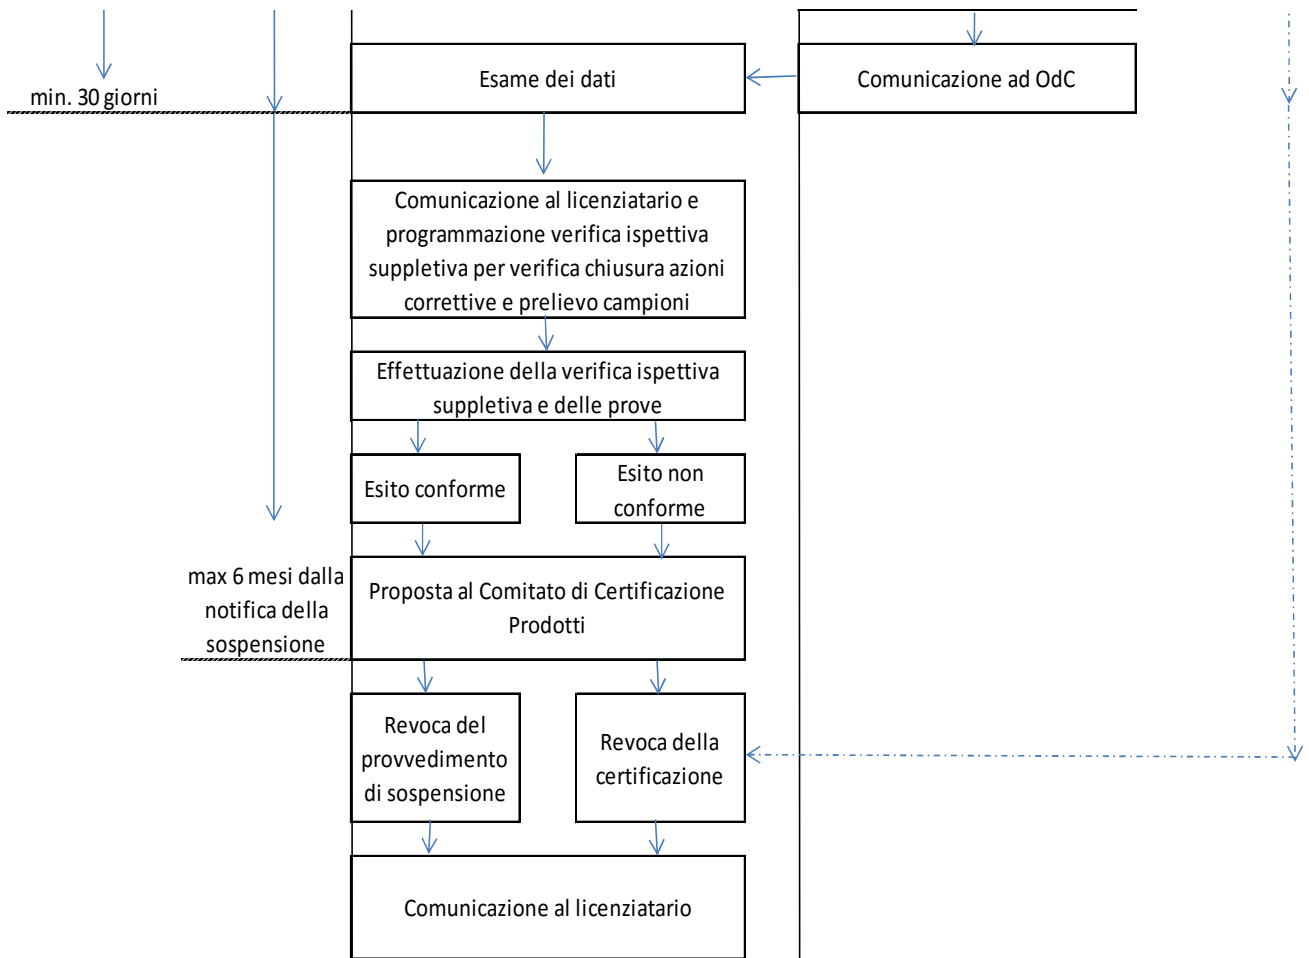 Esame dei dati
Comunicazione ad OdC
min. 30 giorni
Comunicazione al licenziatario e
programmazione verifica ispettiva
suppletiva per verifica chiusura azioni
correttive e prelievo campioni
Effettuazione della verifica ispettiva
suppletiva e delle prove
Esito conforme
Esito non
conforme
max 6 mesi dalla
notifica della
sospensione
Proposta al Comitato di Certificazione
Prodotti
Revoca del
provvedimento
di sospensione
Revoca della
certificazione
Comunicazione al licenziatario